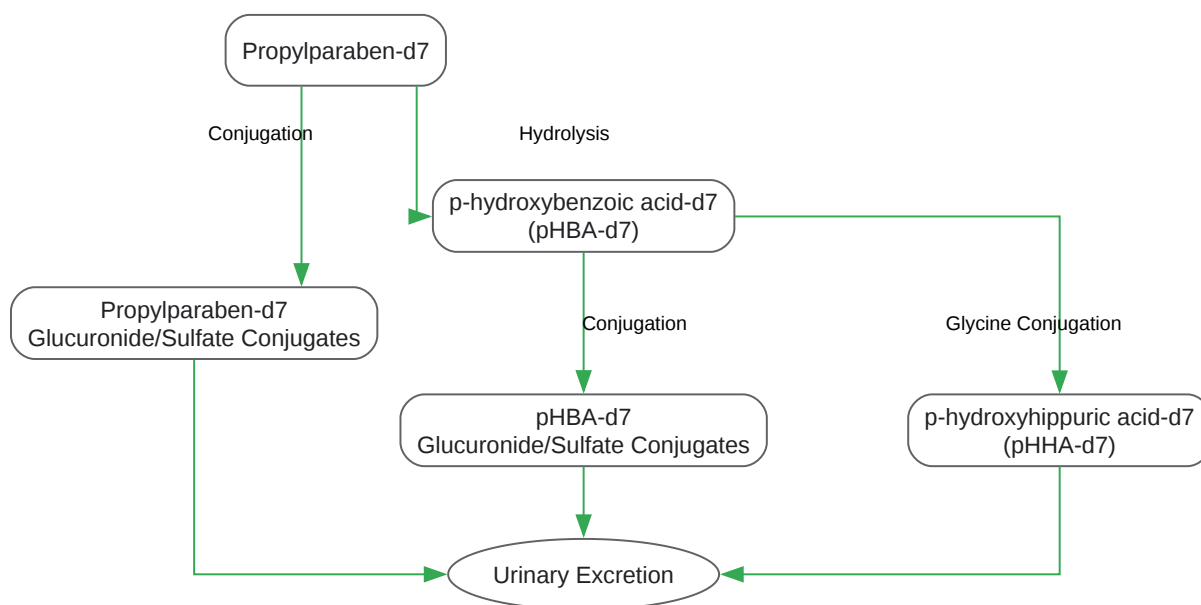 Propylparaben-d7
Conjugation
Hydrolysis
p-hydroxybenzoic acid-d7
(pHBA-d7)
Propylparaben-d7
Glucuronide/Sulfate Conjugates
Conjugation
Glycine Conjugation
pHBA-d7
Glucuronide/Sulfate Conjugates
p-hydroxyhippuric acid-d7
(pHHA-d7)
Urinary Excretion